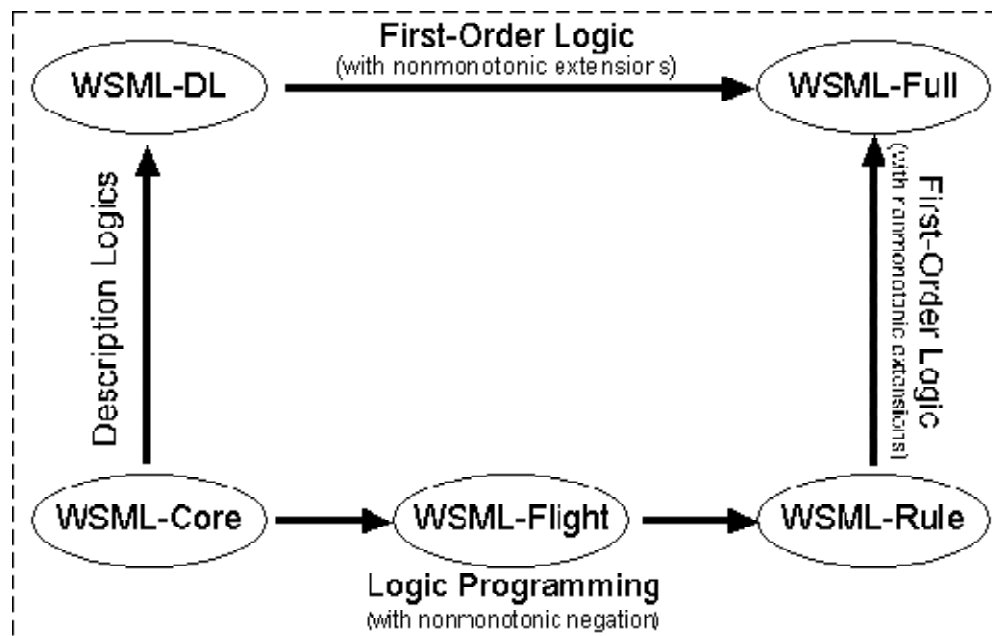 First-Order Logic
(with nonmonotonic extensions)
WSML-DL
WSML-Full
Description Logics
First-Order Logic
(with nonmonotonic extensions)
WSML-Core
WSML-Flight
WSML-Rule
Logic Programming
(with nonmonotonic negation)